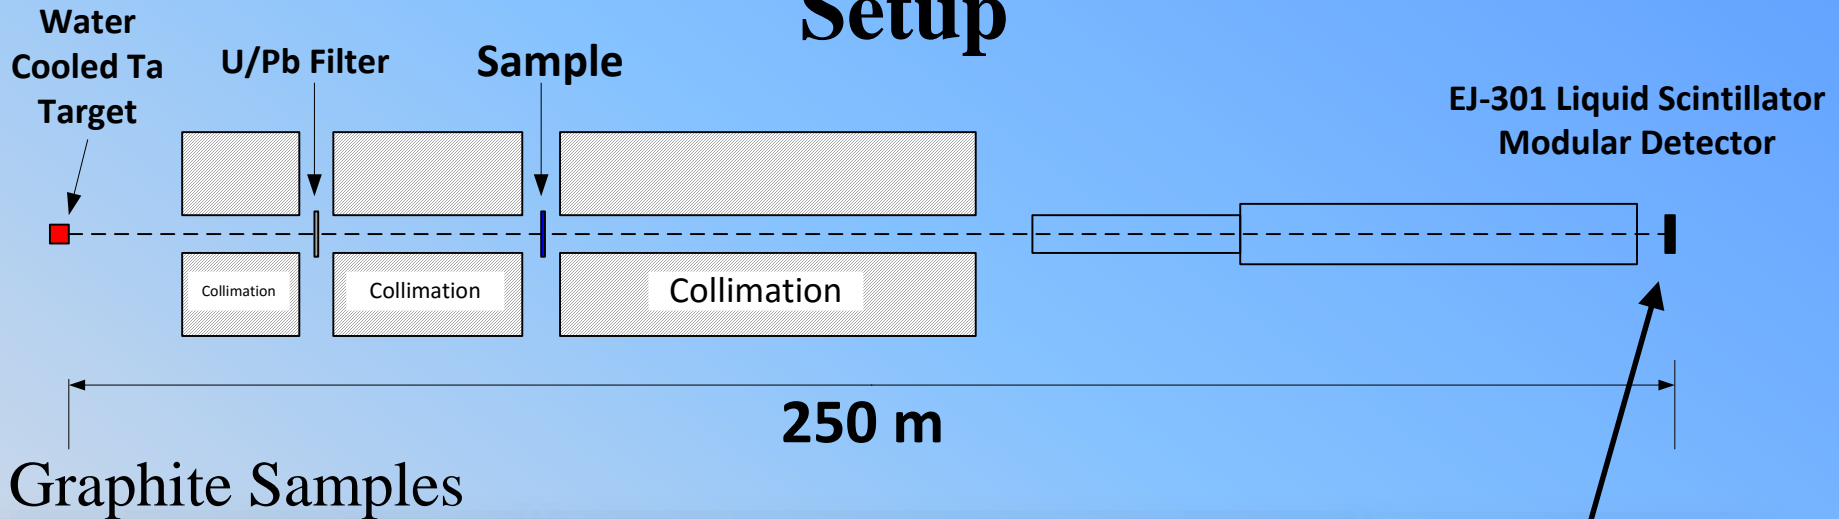 Setup
Water
Cooled Ta
Target
U/Pb Filter
Sample
EJ-301 Liquid Scintillator
Modular Detector
Collimation
Collimation
Collimation
250 m
Graphite Samples